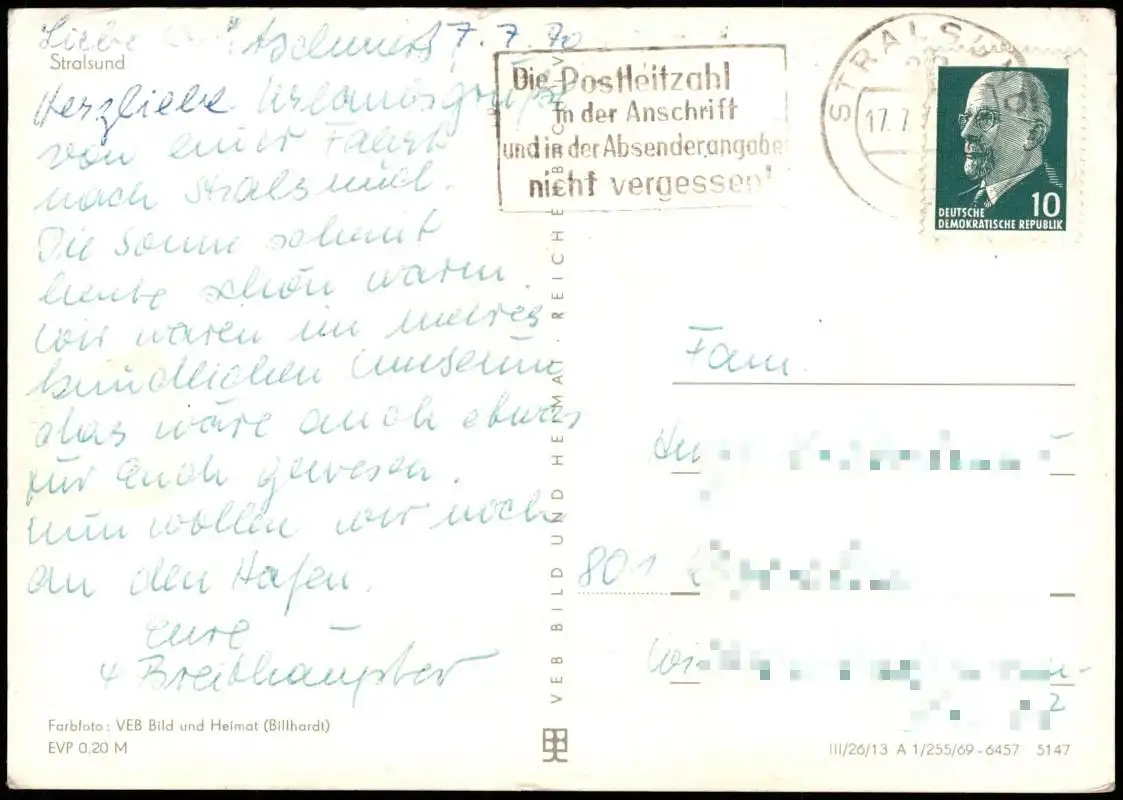 Liebe
7.7.70
Stralsund
Herzliebe Urlaubsgrüße
von einer Fahrt
nach Stralsund.
Die Sonne scheint
heute schön warm.
Wir waren im meeres
kundlichen Museum
das wäre auch etwas
für Euch gewesen.
Nun wollen wir noch
an den Hafen.
Eure
4 Breithaupter
Farbfoto: VEB Bild und Heimat (Billhardt)
EVP 0,20 M
VEB BILD UND HEIMAT · REICHENBACH I. V.
Die Postleitzahl
in der Anschrift
und in der Absenderangabe
nicht vergessen!
STRALSUND
17.7.
10
DEUTSCHE
DEMOKRATISCHE REPUBLIK
Fam.
801
2
III/26/13 A 1/255/69-6457 5147